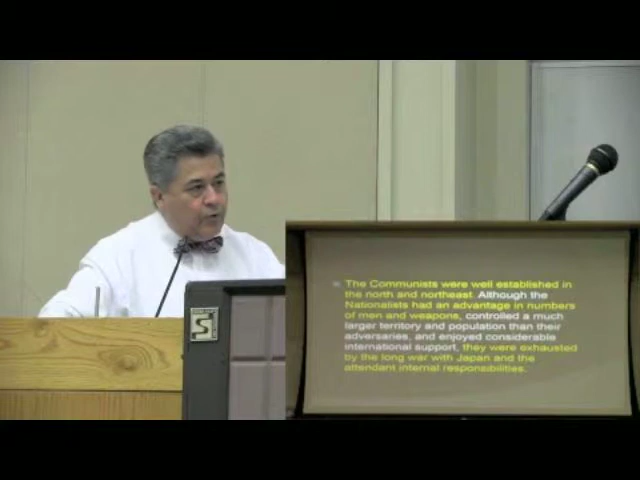 The Communists were well established in
the north and northeast. Although the
Nationalists had an advantage in numbers
of men and weapons, controlled a much
larger territory and population than their
adversaries, and enjoyed considerable
international support, they were exhausted
by the long war with Japan and the
attendant internal responsibilities.
S